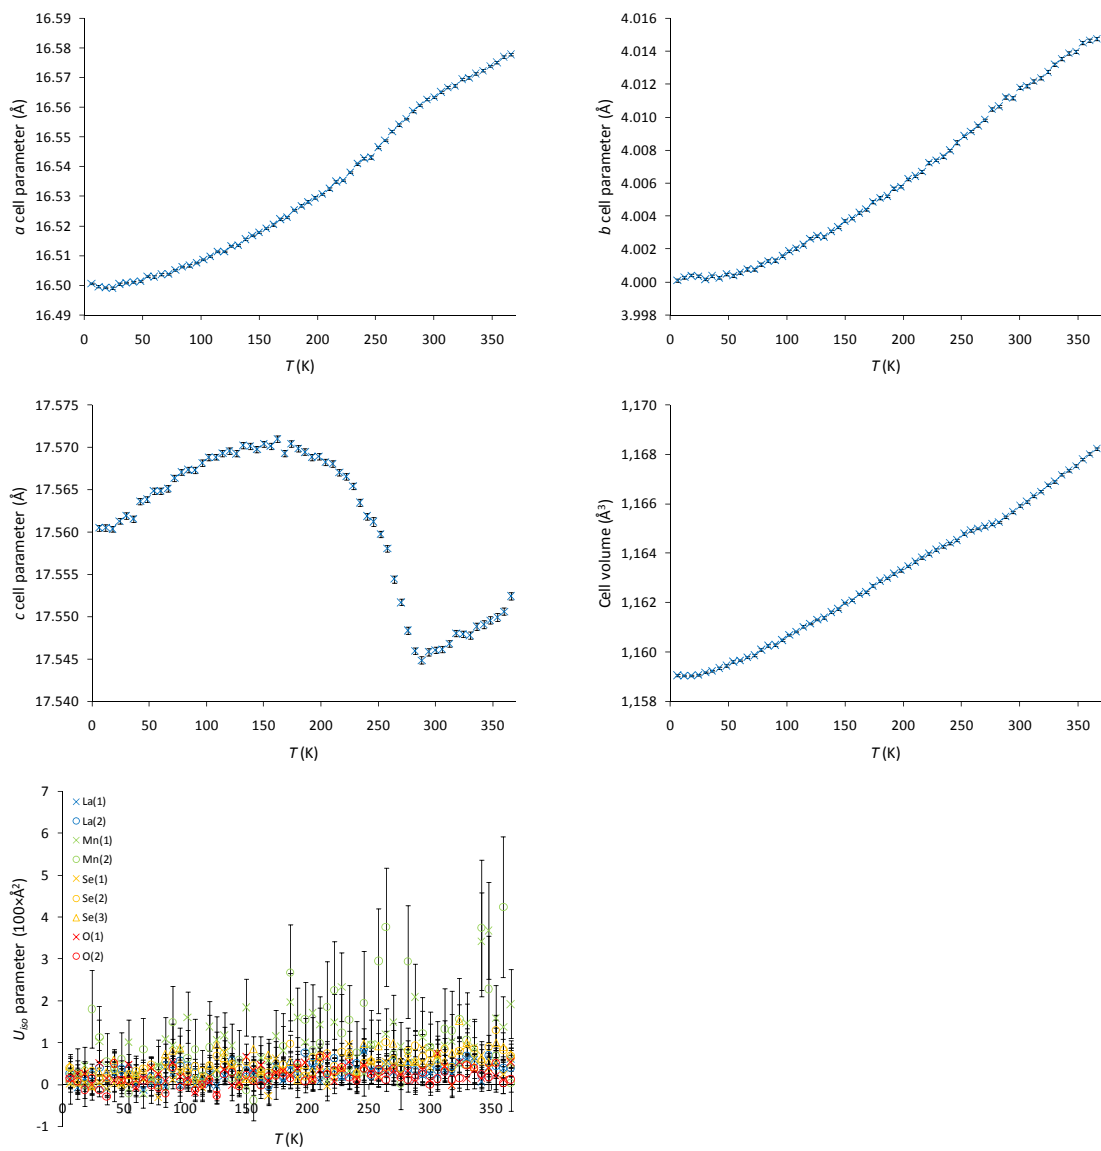 16.59
16.58
16.57
16.56
16.55
16.54
16.53
16.52
16.51
16.50
16.49
a cell parameter (Å)
0 50 100 150 200 250 300 350
T (K)
4.016
4.014
4.012
4.010
4.008
4.006
4.004
4.002
4.000
3.998
b cell parameter (Å)
0 50 100 150 200 250 300 350
T (K)
17.575
17.570
17.565
17.560
17.555
17.550
17.545
17.540
c cell parameter (Å)
0 50 100 150 200 250 300 350
T (K)
1,170
1,168
1,166
1,164
1,162
1,160
1,158
Cell volume (Å³)
0 50 100 150 200 250 300 350
T (K)
7
6
5
4
3
2
1
0
-1
Uiso parameter (100×Å²)
La(1)
La(2)
Mn(1)
Mn(2)
Se(1)
Se(2)
Se(3)
O(1)
O(2)
0 50 100 150 200 250 300 350
T (K)